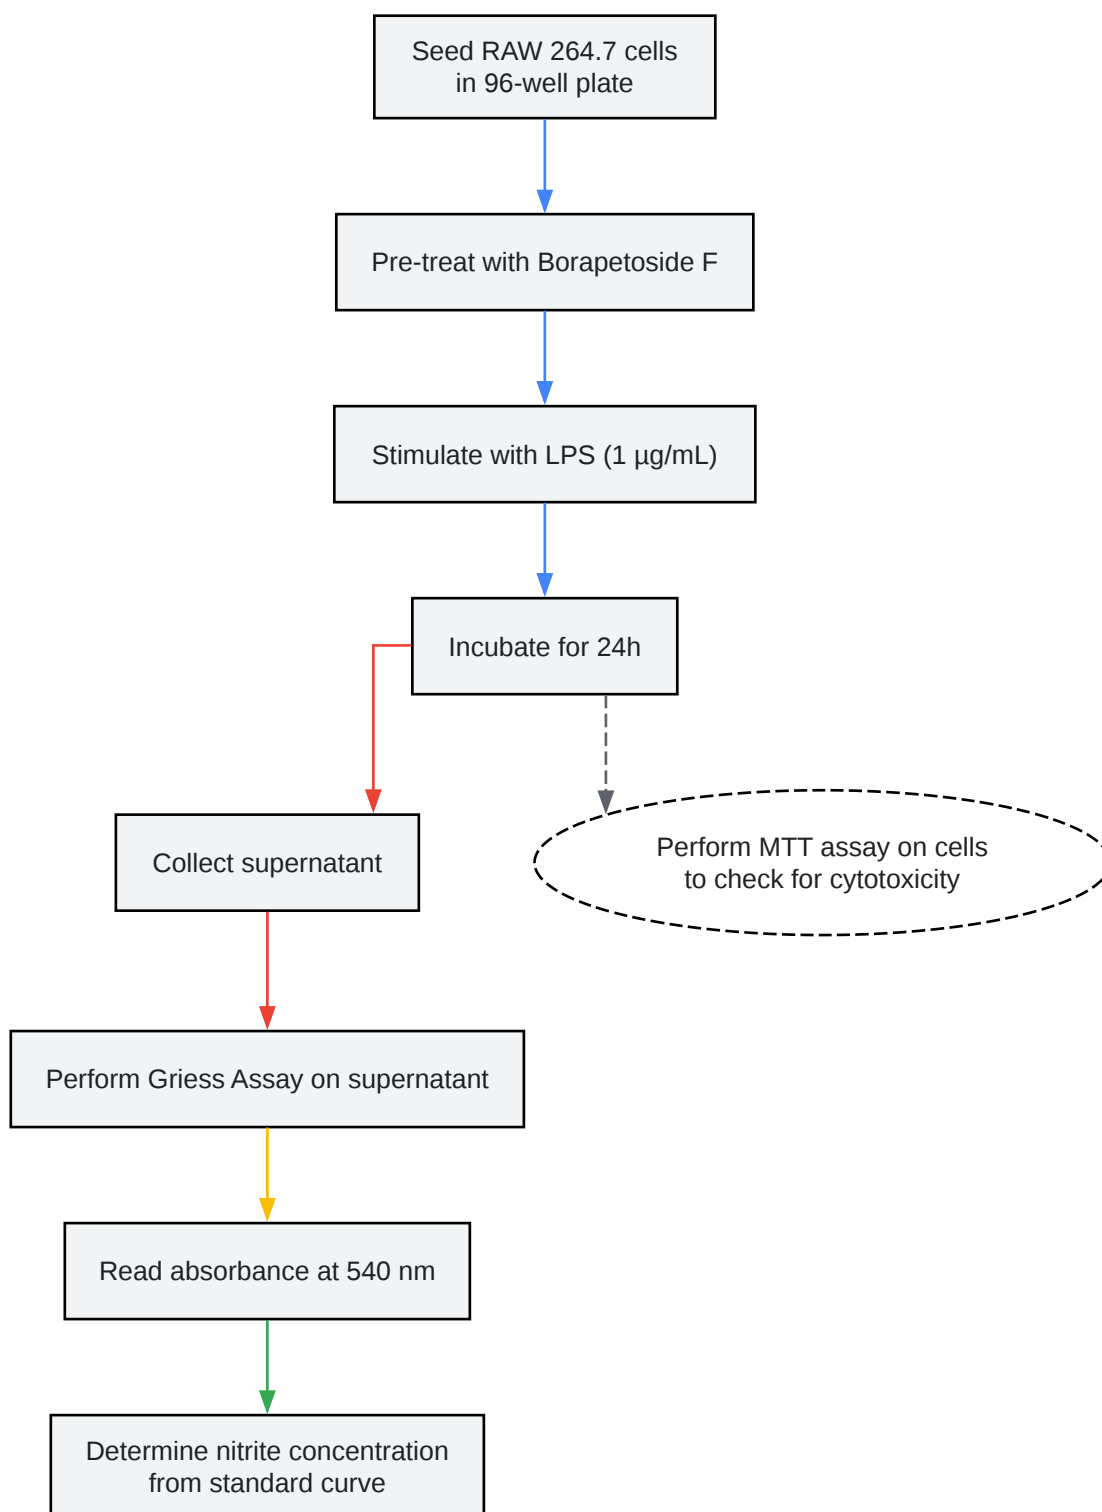 Seed RAW 264.7 cells
in 96-well plate
Pre-treat with Borapetoside F
Stimulate with LPS (1 µg/mL)
Incubate for 24h
Collect supernatant
Perform MTT assay on cells
to check for cytotoxicity
Perform Griess Assay on supernatant
Read absorbance at 540 nm
Determine nitrite concentration
from standard curve